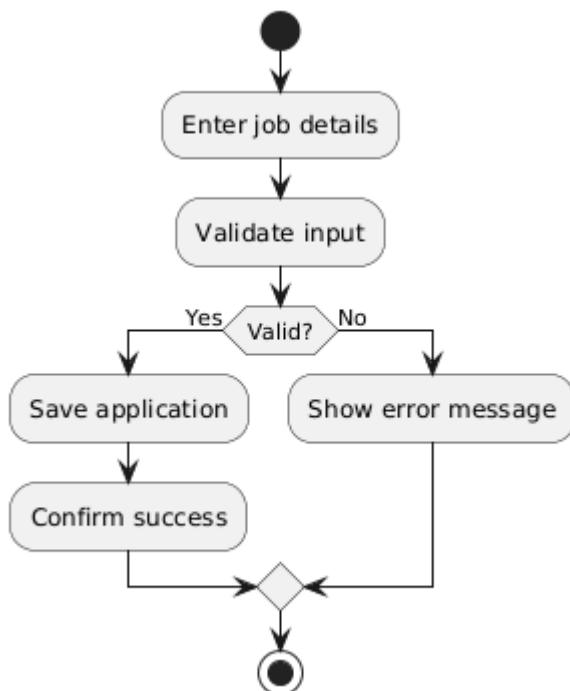 Enter job details
Validate input
Yes
Valid?
No
Save application
Show error message
Confirm success